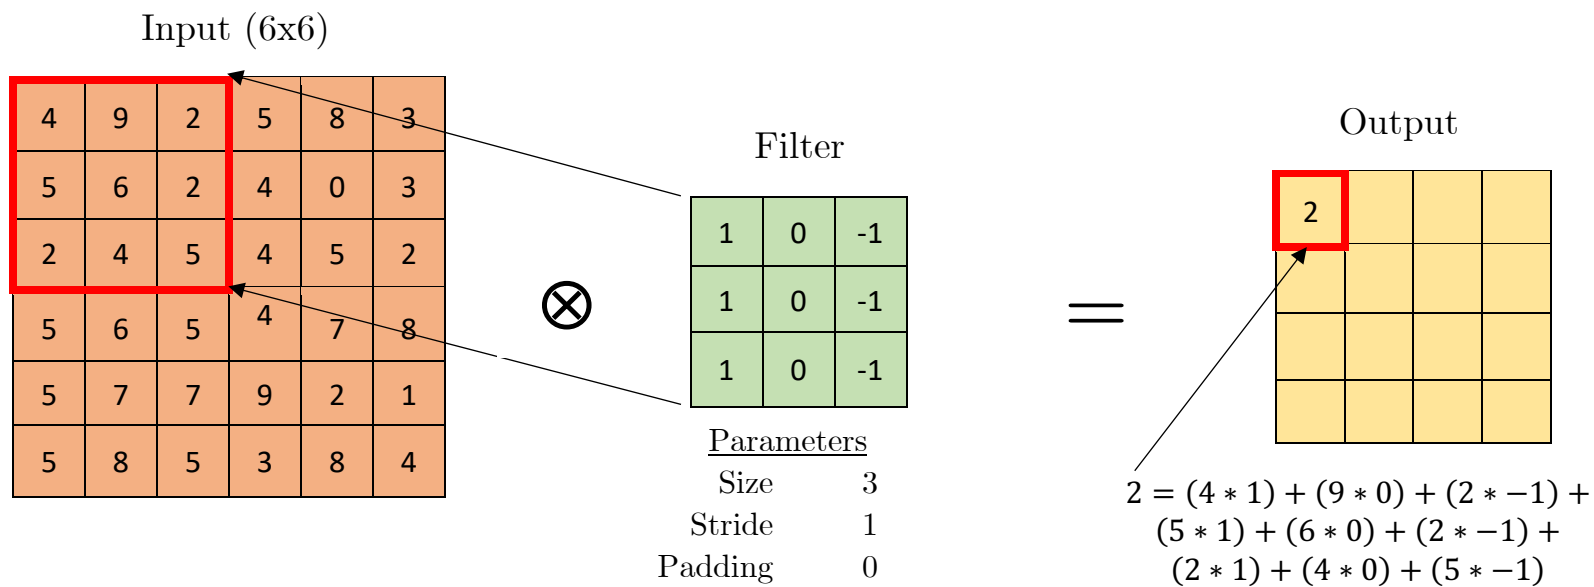 Input (6x6)
4 9 2 5 8 3
5 6 2 4 0 3
2 4 5 4 5 2
5 6 5 4 7 8
5 7 7 9 2 1
5 8 5 3 8 4
⊗
Filter
1 0 -1
1 0 -1
1 0 -1
Parameters
Size 3
Stride 1
Padding 0
=
Output
2
2 = (4 * 1) + (9 * 0) + (2 * −1) +
(5 * 1) + (6 * 0) + (2 * −1) +
(2 * 1) + (4 * 0) + (5 * −1)